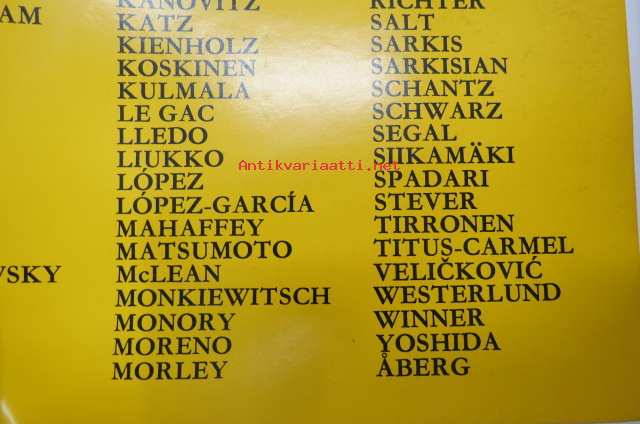 AM
VSKY
KANOVITZ
KATZ
KIENHOLZ
KOSKINEN
KULMALA
LE GAC
LLEDO
LIUKKO
LÓPEZ
LÓPEZ-GARCÍA
MAHAFFEY
MATSUMOTO
McLEAN
MONKIEWITSCH
MONORY
MORENO
MORLEY
RICHTER
SALT
SARKIS
SARKISIAN
SCHANTZ
SCHWARZ
SEGAL
SIIKAMÄKI
SPADARI
STEVER
TIRRONEN
TITUS-CARMEL
VELIČKOVIĆ
WESTERLUND
WINNER
YOSHIDA
ÅBERG
Antikvariaatti.net